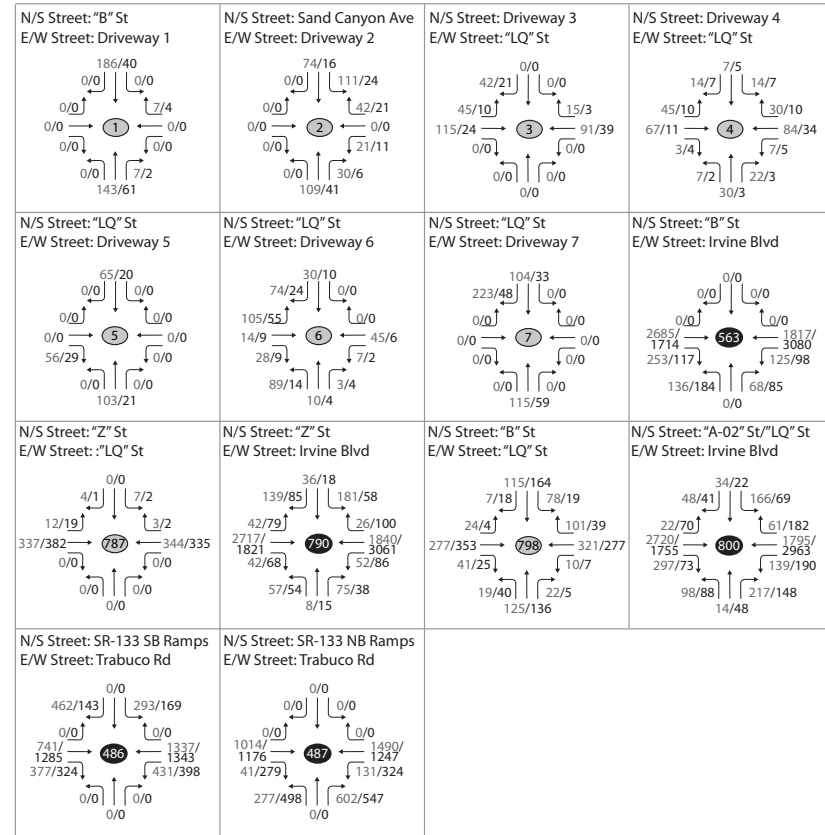 N/S Street: "B" St
E/W Street: Driveway 1
186/40
0/0 0/0
0/0 7/4
0/0 1 0/0
0/0 0/0
0/0 7/2
143/61
N/S Street: Sand Canyon Ave
E/W Street: Driveway 2
74/16
0/0 111/24
0/0 42/21
0/0 2 0/0
0/0 21/11
0/0 30/6
109/41
N/S Street: Driveway 3
E/W Street: "LQ" St
0/0
42/21 0/0
45/10 15/3
115/24 3 91/39
0/0 0/0
0/0 0/0
0/0
N/S Street: Driveway 4
E/W Street: "LQ" St
7/5
14/7 14/7
45/10 30/10
67/11 4 84/34
3/4 7/5
7/2 22/3
30/3
N/S Street: "LQ" St
E/W Street: Driveway 5
65/20
0/0 0/0
0/0 0/0
0/0 5 0/0
56/29 0/0
0/0 0/0
103/21
N/S Street: "LQ" St
E/W Street: Driveway 6
30/10
74/24 0/0
105/55 0/0
14/9 6 45/6
28/9 7/2
89/14 3/4
10/4
N/S Street: "LQ" St
E/W Street: Driveway 7
104/33
223/48 0/0
0/0 0/0
0/0 7 0/0
0/0 0/0
0/0 0/0
115/59
N/S Street: "B" St
E/W Street: Irvine Blvd
0/0
0/0 0/0
0/0 0/0
2685/ 563 1817/
1714 3080
253/117 125/98
136/184 68/85
0/0
N/S Street: "Z" St
E/W Street: :"LQ" St
0/0
4/1 7/2
12/19 3/2
337/382 787 344/335
0/0 0/0
0/0 0/0
0/0
N/S Street: "Z" St
E/W Street: Irvine Blvd
36/18
139/85 181/58
42/79 26/100
2717/ 790 1840/
1821 3061
42/68 52/86
57/54 75/38
8/15
N/S Street: "B" St
E/W Street: "LQ" St
115/164
7/18 78/19
24/4 101/39
277/353 798 321/277
41/25 10/7
19/40 22/5
125/136
N/S Street: "A-02" St/"LQ" St
E/W Street: Irvine Blvd
34/22
48/41 166/69
22/70 61/182
2720/ 800 1795/
1755 2963
297/73 139/190
98/88 217/148
14/48
N/S Street: SR-133 SB Ramps
E/W Street: Trabuco Rd
0/0
462/143 293/169
0/0 0/0
741/ 486 1337/
1285 1343
377/324 431/398
0/0 0/0
0/0
N/S Street: SR-133 NB Ramps
E/W Street: Trabuco Rd
0/0
0/0 0/0
0/0 0/0
1014/ 487 1490/
1176 1247
41/279 131/324
277/498 602/547
0/0